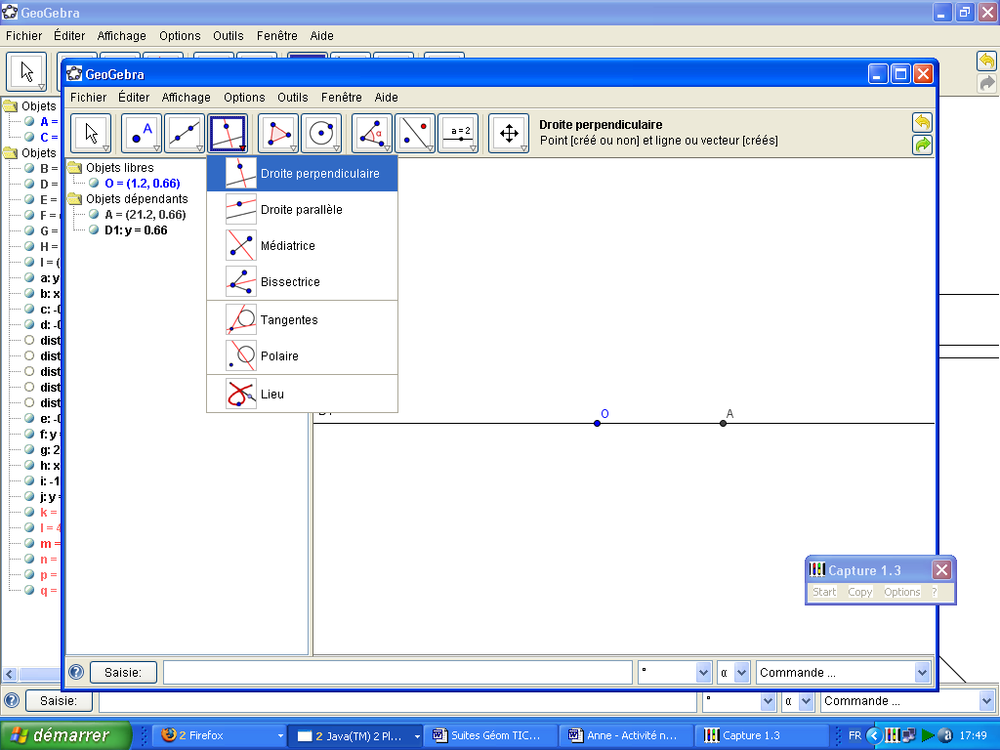 GeoGebra
Fichier Éditer Affichage Options Outils Fenêtre Aide
GeoGebra
Fichier Éditer Affichage Options Outils Fenêtre Aide
A
α
a = 2
Droite perpendiculaire
Point [créé ou non] et ligne ou vecteur [créés]
Objets
A =
C =
Objets
B =
D =
E =
F =
G =
H =
I = (
a: y
b: x
c: -0
d: -0
dist
dist
dist
dist
e: -0
f: y =
g: 2
h: x
i: -1
j: y =
k =
l = 4
m =
n =
p =
q =
Objets libres
O = (1.2, 0.66)
Objets dépendants
A = (21.2, 0.66)
D1: y = 0.66
Droite perpendiculaire
Droite parallèle
Médiatrice
Bissectrice
Tangentes
Polaire
Lieu
O
A
Capture 1.3
Start Copy Options ?
Saisie:
°
α
Commande ...
Saisie:
°
α
Commande ...
démarrer
2 Firefox
2 Java(TM) 2 Pl...
Suites Géom TIC...
Anne - Activité n...
Capture 1.3
FR
17:49